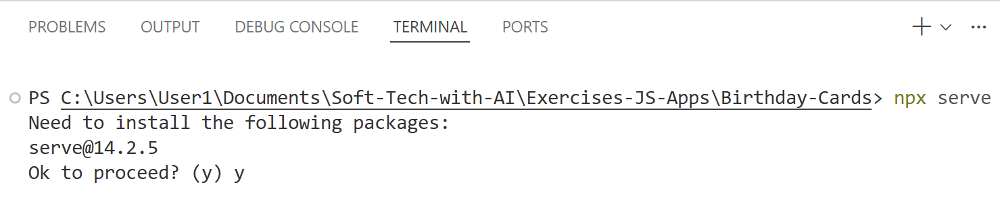 PROBLEMS OUTPUT DEBUG CONSOLE TERMINAL PORTS
PS C:\Users\User1\Documents\Soft-Tech-with-AI\Exercises-JS-Apps\Birthday-Cards> npx serve
Need to install the following packages:
serve@14.2.5
Ok to proceed? (y) y